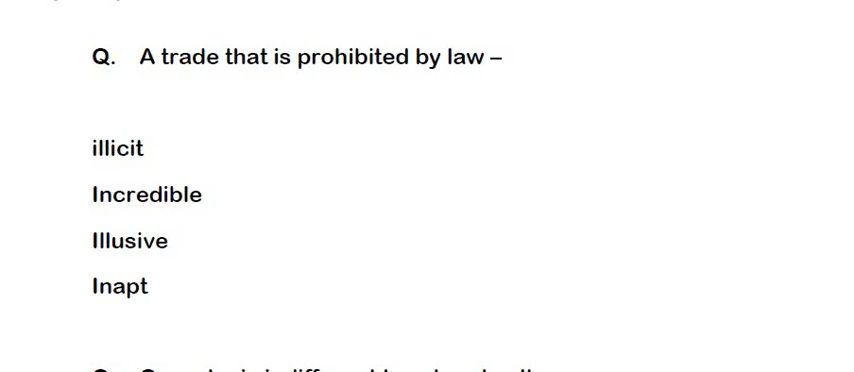 Q. A trade that is prohibited by law –
illicit
Incredible
Illusive
Inapt